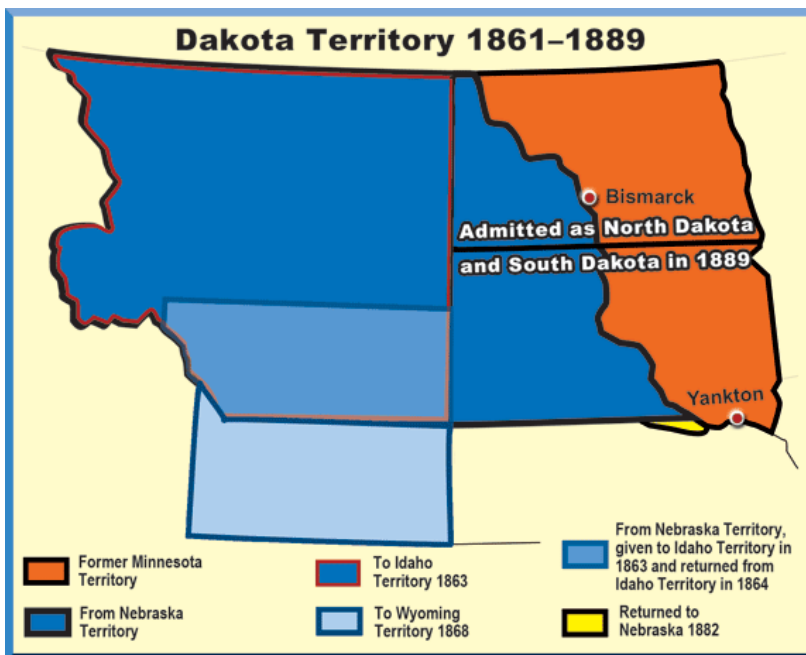 Dakota Territory 1861–1889
Bismarck
Admitted as North Dakota
and South Dakota in 1889
Yankton
Former Minnesota
Territory
From Nebraska
Territory
To Idaho
Territory 1863
To Wyoming
Territory 1868
From Nebraska Territory,
given to Idaho Territory in
1863 and returned from
Idaho Territory in 1864
Returned to
Nebraska 1882